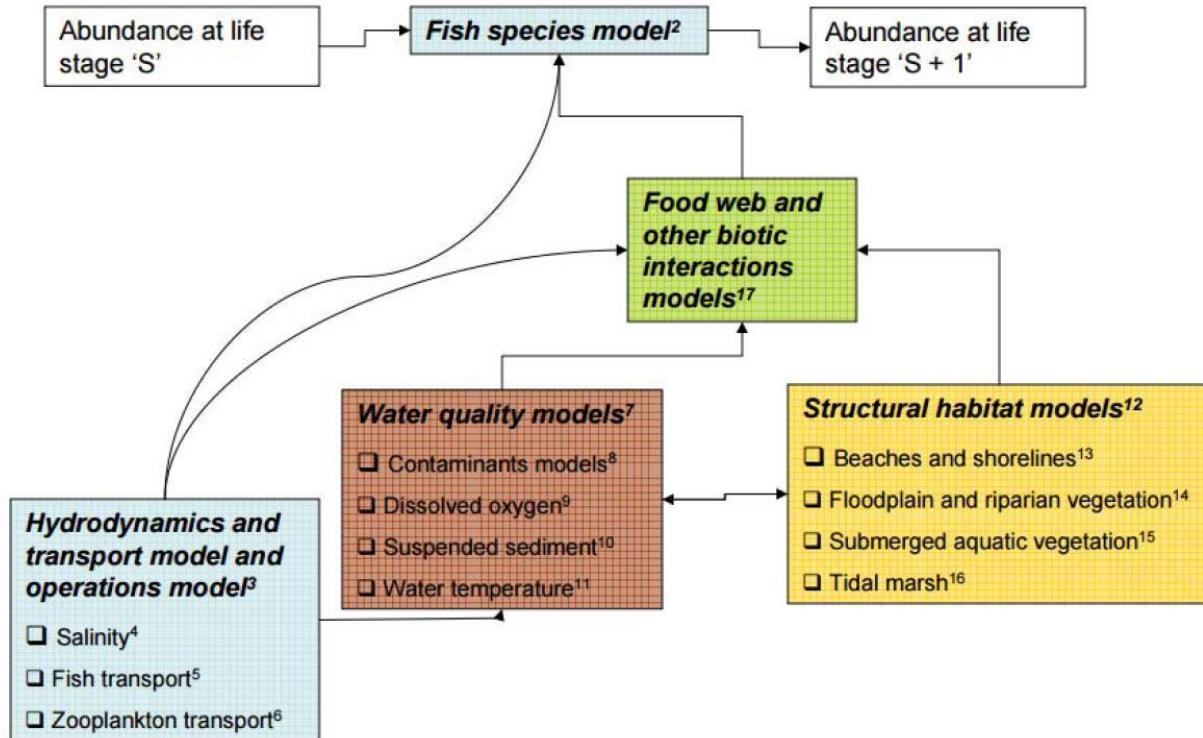 Abundance at life
stage ‘S’
Fish species model²
Abundance at life
stage ‘S + 1’
Food web and
other biotic
interactions
models¹⁷
Water quality models⁷
❑ Contaminants models⁸
❑ Dissolved oxygen⁹
❑ Suspended sediment¹⁰
❑ Water temperature¹¹
Structural habitat models¹²
❑ Beaches and shorelines¹³
❑ Floodplain and riparian vegetation¹⁴
❑ Submerged aquatic vegetation¹⁵
❑ Tidal marsh¹⁶
Hydrodynamics and
transport model and
operations model³
❑ Salinity⁴
❑ Fish transport⁵
❑ Zooplankton transport⁶